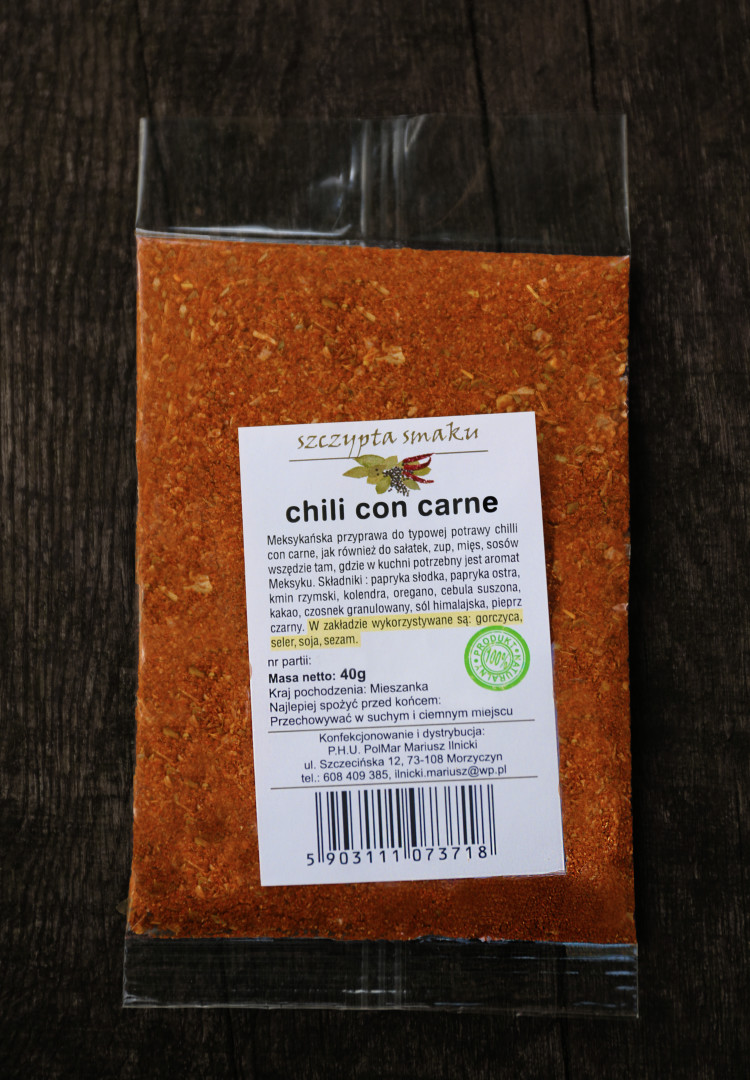 szczypta smaku
chili con carne
Meksykańska przyprawa do typowej potrawy chilli
con carne, jak również do sałatek, zup, mięs, sosów
wszędzie tam, gdzie w kuchni potrzebny jest aromat
Meksyku. Składniki : papryka słodka, papryka ostra,
kmin rzymski, kolendra, oregano, cebula suszona,
kakao, czosnek granulowany, sól himalajska, pieprz
czarny. W zakładzie wykorzystywane są: gorczyca,
seler, soja, sezam.
PRODUKT
100%
NATURALNY
nr partii:
Masa netto: 40g
Kraj pochodzenia: Mieszanka
Najlepiej spożyć przed końcem:
Przechowywać w suchym i ciemnym miejscu
Konfekcjonowanie i dystrybucja:
P.H.U. PolMar Mariusz Ilnicki
ul. Szczecińska 12, 73-108 Morzyczyn
tel.: 608 409 385, ilnicki.mariusz@wp.pl
5 903111 073718